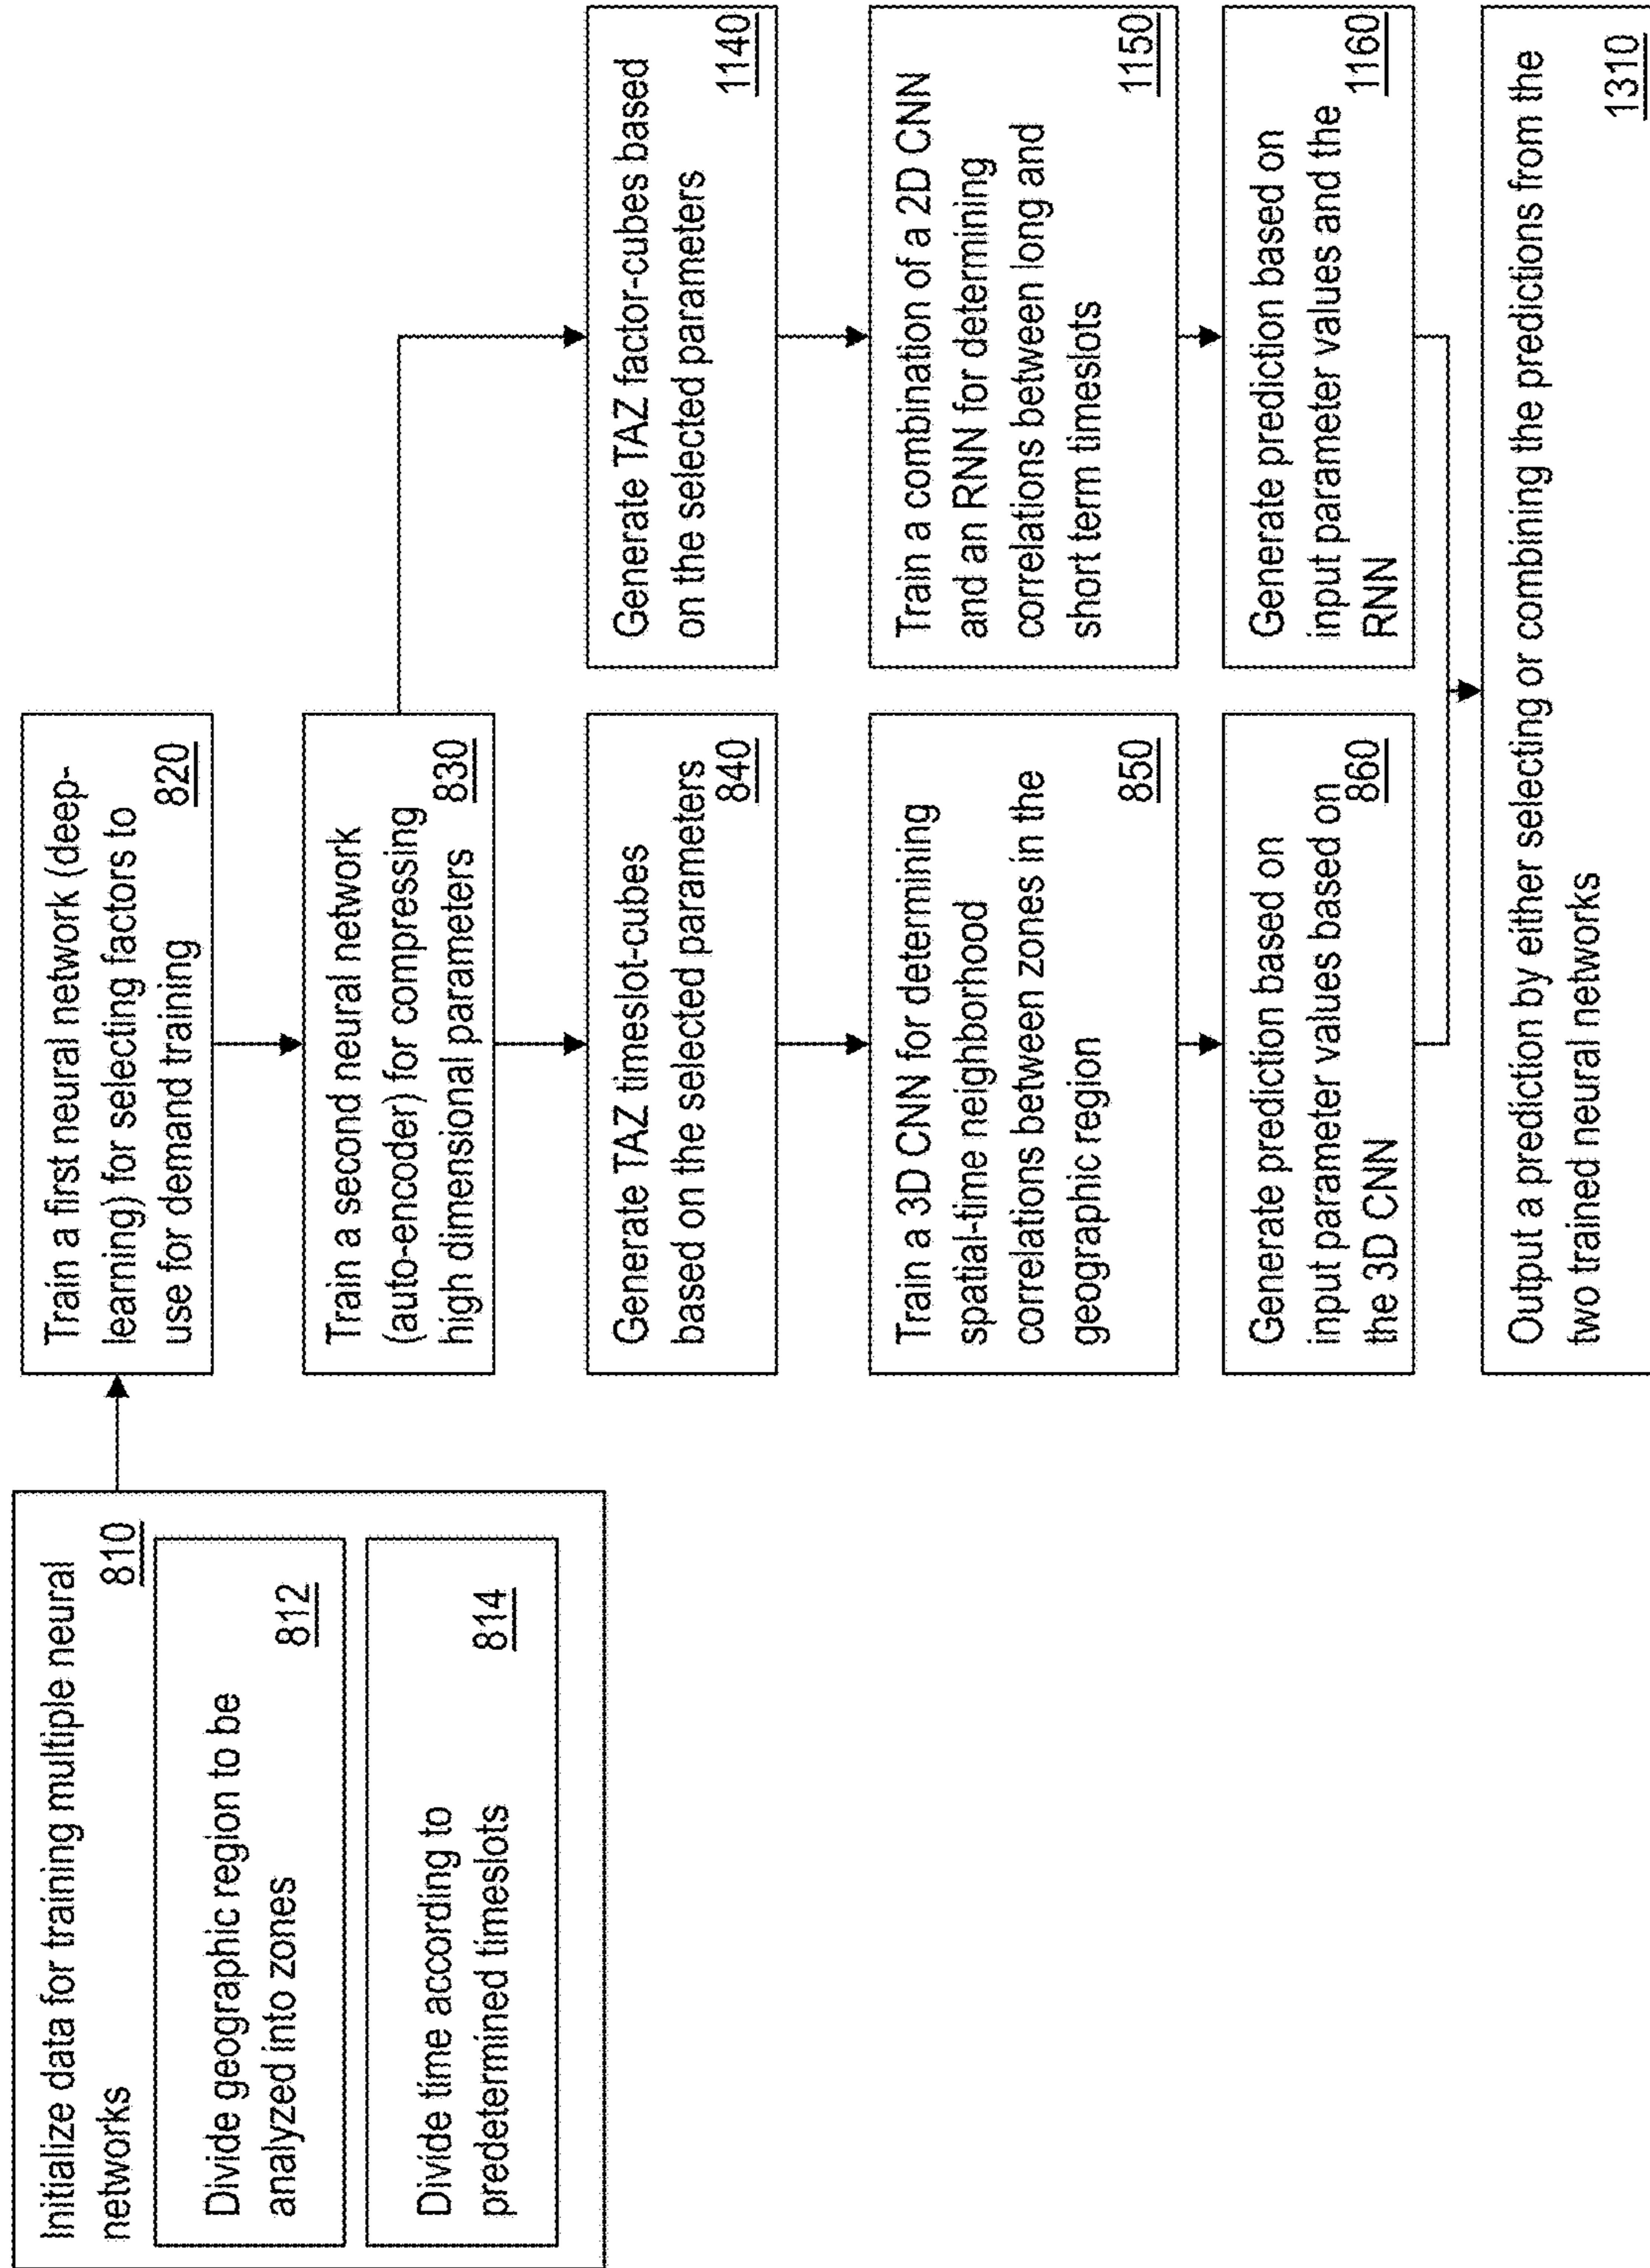 Initialize data for training multiple neural
networks
810
Divide geographic region to be
analyzed into zones
812
Divide time according to
predetermined timeslots
814
Train a first neural network (deep-
learning) for selecting factors to
use for demand training
820
Train a second neural network
(auto-encoder) for compressing
high dimensional parameters
830
Generate TAZ timeslot-cubes
based on the selected parameters
840
Train a 3D CNN for determining
spatial-time neighborhood
correlations between zones in the
geographic region
850
Generate prediction based on
input parameter values based on
the 3D CNN
860
Generate TAZ factor-cubes based
on the selected parameters
1140
Train a combination of a 2D CNN
and an RNN for determining
correlations between long and
short term timeslots
1150
Generate prediction based on
input parameter values and the
RNN
1160
Output a prediction by either selecting or combining the predictions from the
two trained neural networks
1310